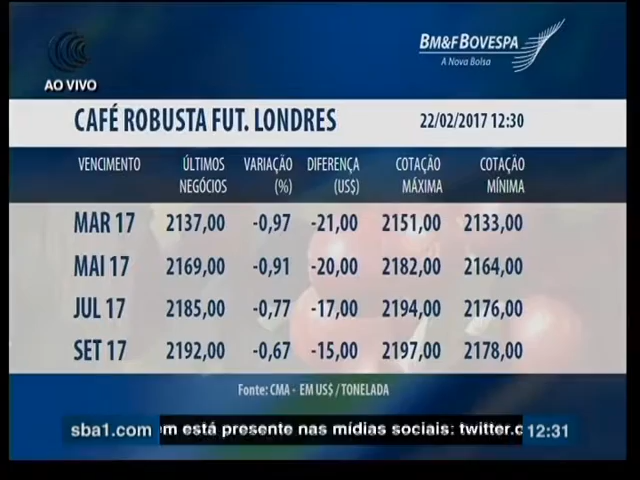 AO VIVO
BM&FBOVESPA
A Nova Bolsa
CAFÉ ROBUSTA FUT. LONDRES 22/02/2017 12:30
VENCIMENTO ÚLTIMOS NEGÓCIOS VARIAÇÃO (%) DIFERENÇA (US$) COTAÇÃO MÁXIMA COTAÇÃO MÍNIMA
MAR 17 2137,00 -0,97 -21,00 2151,00 2133,00
MAI 17 2169,00 -0,91 -20,00 2182,00 2164,00
JUL 17 2185,00 -0,77 -17,00 2194,00 2176,00
SET 17 2192,00 -0,67 -15,00 2197,00 2178,00
Fonte: CMA - EM US$ / TONELADA
sba1.com em está presente nas mídias sociais: twitter.c 12:31